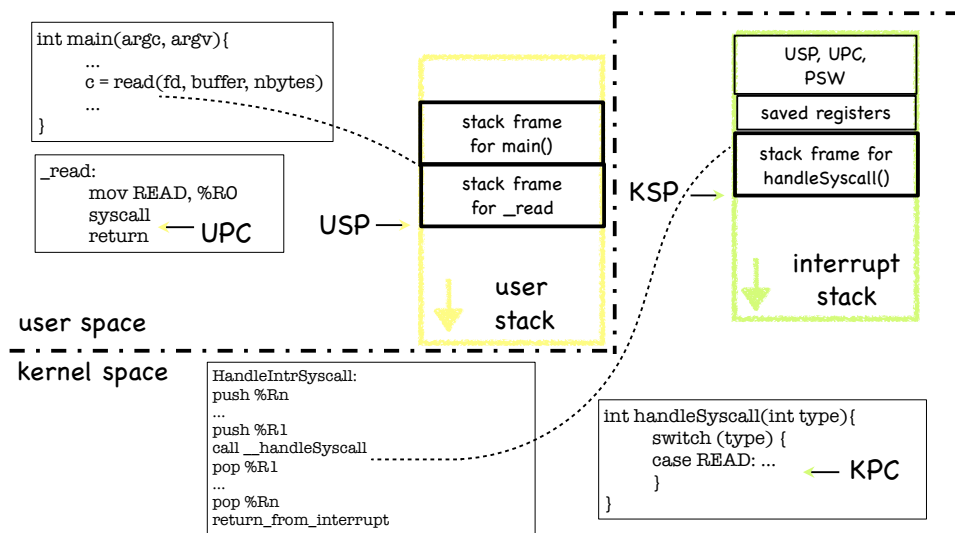 int main(argc, argv){
...
c = read(fd, buffer, nbytes)
...
}
_read:
mov READ, %R0
syscall
return
UPC
USP
stack frame
for main()
stack frame
for _read
user
stack
USP, UPC,
PSW
saved registers
stack frame for
handleSyscall()
KSP
interrupt
stack
user space
kernel space
HandleIntrSyscall:
push %Rn
...
push %R1
call __handleSyscall
pop %R1
...
pop %Rn
return_from_interrupt
int handleSyscall(int type){
switch (type) {
case READ: ...
}
}
KPC